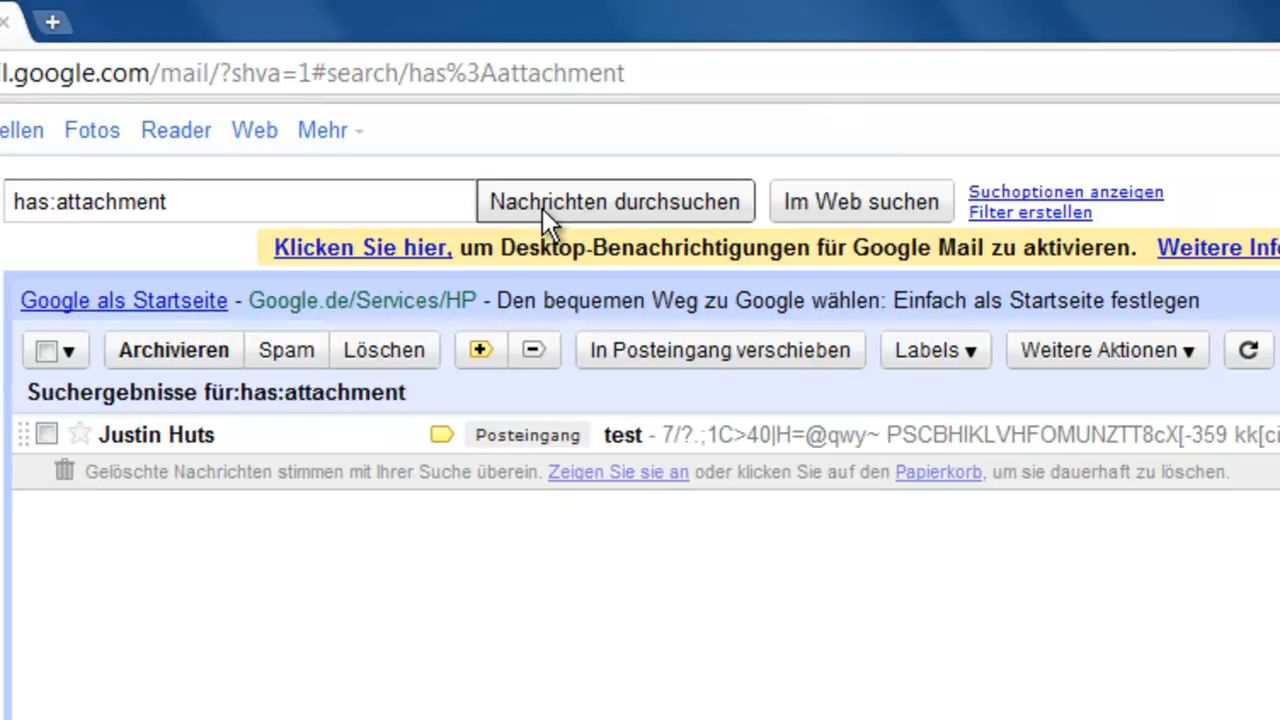 l.google.com/mail/?shva=1#search/has%3Aattachment
ellen Fotos Reader Web Mehr
has:attachment Nachrichten durchsuchen Im Web suchen Suchoptionen anzeigen
Filter erstellen
Klicken Sie hier, um Desktop-Benachrichtigungen für Google Mail zu aktivieren. Weitere Inf
Google als Startseite - Google.de/Services/HP - Den bequemen Weg zu Google wählen: Einfach als Startseite festlegen
Archivieren Spam Löschen In Posteingang verschieben Labels Weitere Aktionen
Suchergebnisse für:has:attachment
Justin Huts Posteingang test - 7/?.;1C>40|H=@qwy~ PSCBHIKLVHFOMUNZTT8cX[-359 kk[ci
Gelöschte Nachrichten stimmen mit Ihrer Suche überein. Zeigen Sie sie an oder klicken Sie auf den Papierkorb, um sie dauerhaft zu löschen.